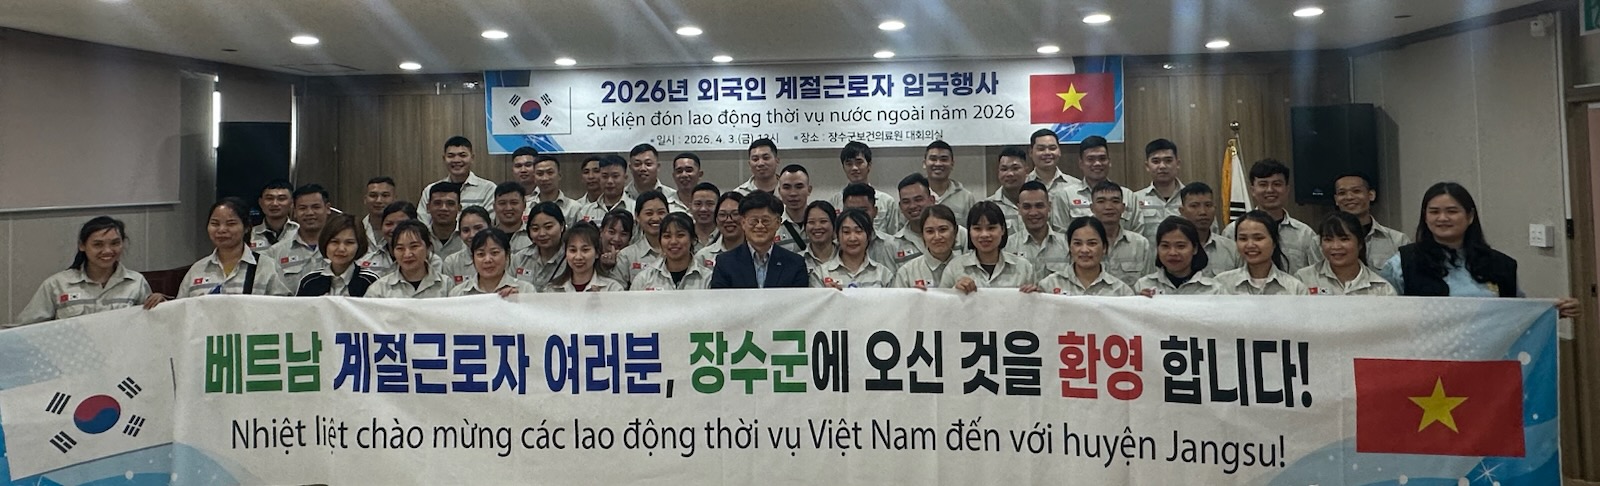 2026년 외국인 계절근로자 입국행사
Sự kiện đón lao động thời vụ nước ngoài năm 2026
▪일시 : 2026. 4. 3.(금) 13시 ▪장소 : 장수군보건의료원 대회의실
베트남 계절근로자 여러분, 장수군에 오신 것을 환영 합니다!
Nhiệt liệt chào mừng các lao động thời vụ Việt Nam đến với huyện Jangsu!